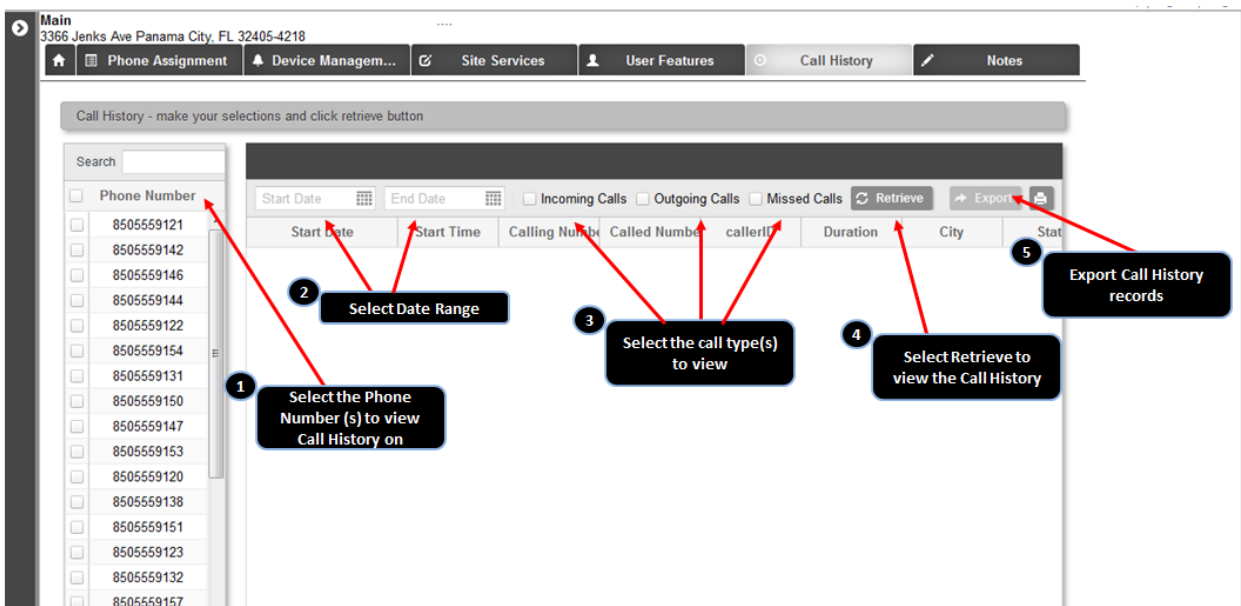 Main
3366 Jenks Ave Panama City, FL 32405-4218
Phone Assignment Device Managem... Site Services User Features Call History Notes
Call History - make your selections and click retrieve button
Search
Phone Number
Start Date End Date Incoming Calls Outgoing Calls Missed Calls Retrieve Export
Start Date Start Time Calling Numbe Called Numbe callerID Duration City Stat
8505559121
8505559142
8505559146
8505559144
8505559122
8505559154
8505559131
8505559150
8505559147
8505559153
8505559120
8505559138
8505559151
8505559123
8505559132
8505559157
1
Select the Phone
Number (s) to view
Call History on
2
Select Date Range
3
Select the call type(s)
to view
4
Select Retrieve to
view the Call History
5
Export Call History
records